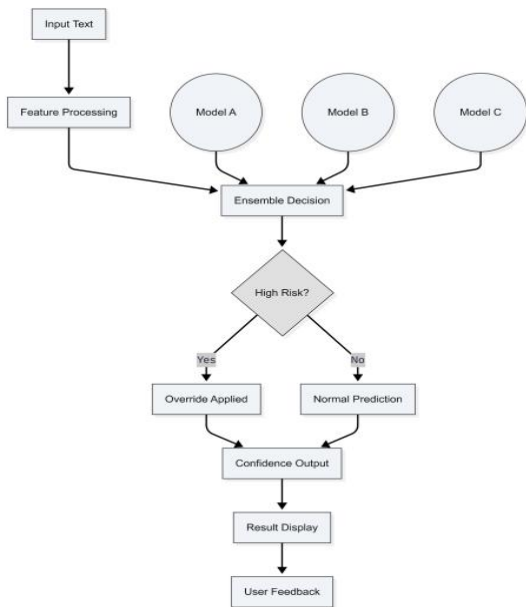 Input Text
Feature Processing
Model A
Model B
Model C
Ensemble Decision
High Risk?
Yes
No
Override Applied
Normal Prediction
Confidence Output
Result Display
User Feedback